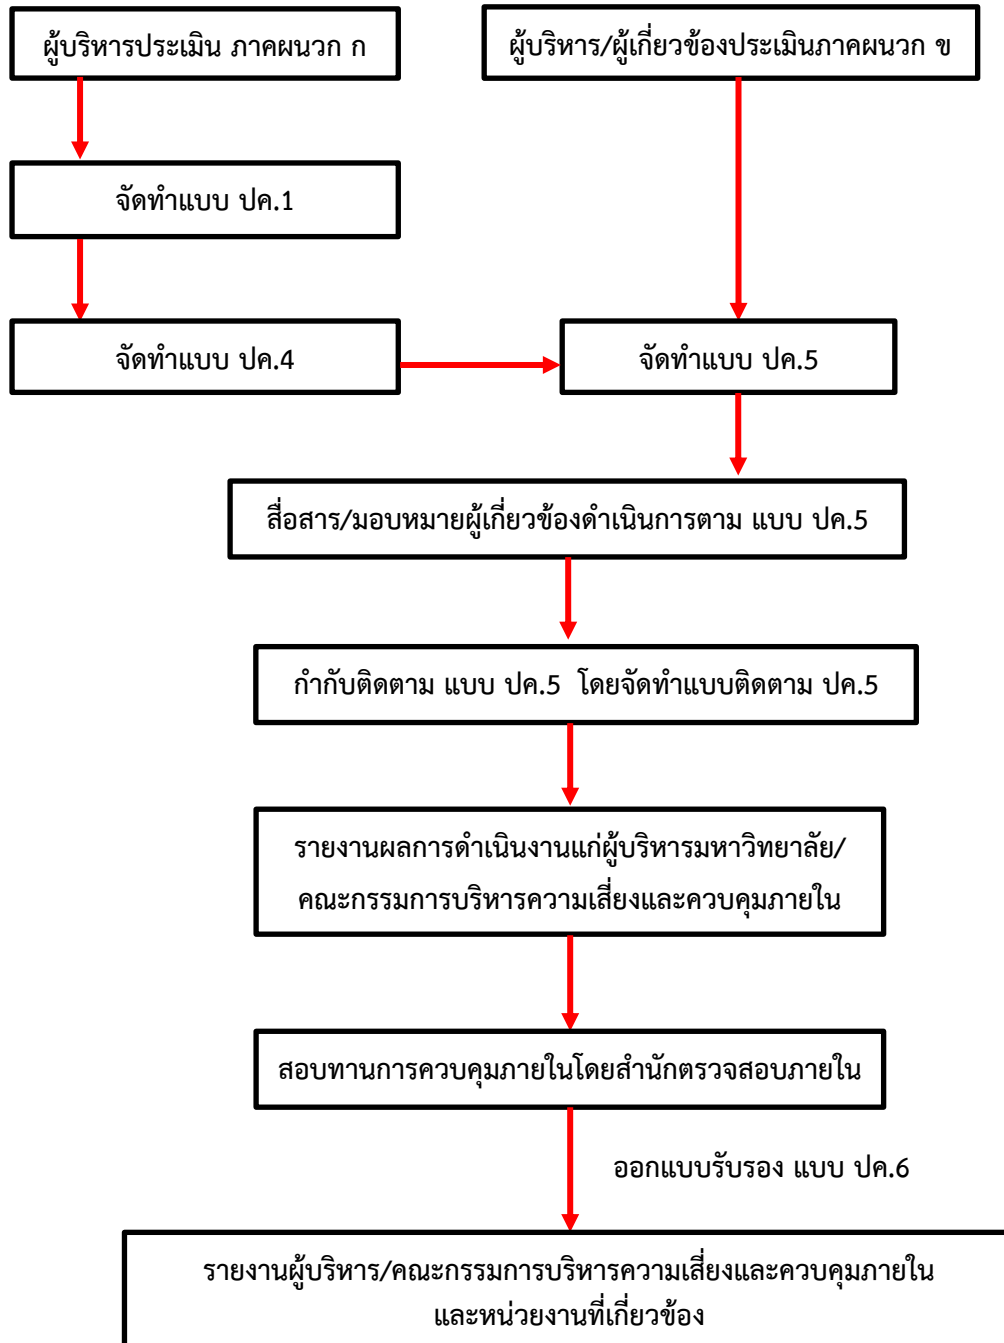 ผู้บริหารประเมิน ภาคผนวก ก
ผู้บริหาร/ผู้เกี่ยวข้องประเมินภาคผนวก ข
จัดทำแบบ ปค.1
จัดทำแบบ ปค.4
จัดทำแบบ ปค.5
สื่อสาร/มอบหมายผู้เกี่ยวข้องดำเนินการตาม แบบ ปค.5
กำกับติดตาม แบบ ปค.5 โดยจัดทำแบบติดตาม ปค.5
รายงานผลการดำเนินงานแก่ผู้บริหารมหาวิทยาลัย/
คณะกรรมการบริหารความเสี่ยงและควบคุมภายใน
สอบทานการควบคุมภายในโดยสำนักตรวจสอบภายใน
ออกแบบรับรอง แบบ ปค.6
รายงานผู้บริหาร/คณะกรรมการบริหารความเสี่ยงและควบคุมภายใน
และหน่วยงานที่เกี่ยวข้อง